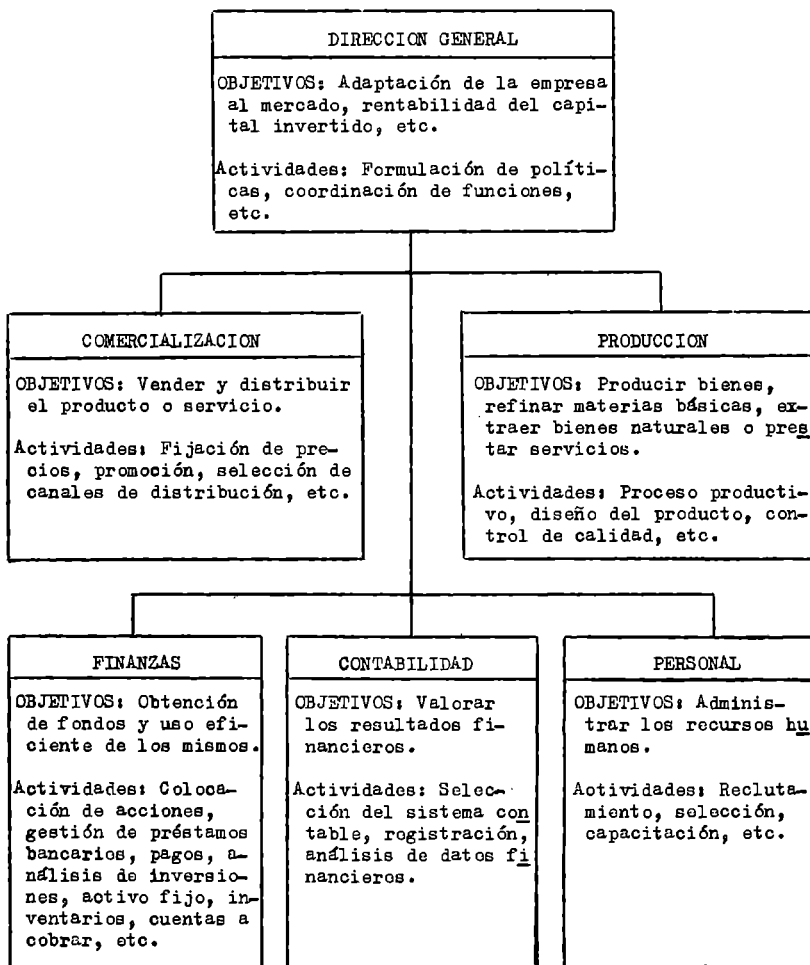 DIRECCION GENERAL
OBJETIVOS: Adaptación de la empresa
al mercado, rentabilidad del capi-
tal invertido, etc.
Actividades: Formulación de políti-
cas, coordinación de funciones,
etc.
COMERCIALIZACION
OBJETIVOS: Vender y distribuir
el producto o servicio.
Actividades: Fijación de pre-
cios, promoción, selección de
canales de distribución, etc.
PRODUCCION
OBJETIVOS: Producir bienes,
refinar materias básicas, ex-
traer bienes naturales o pres
tar servicios.
Actividades: Proceso producti-
vo, diseño del producto, con-
trol de calidad, etc.
FINANZAS
OBJETIVOS: Obtención
de fondos y uso efi-
ciente de los mismos.
Actividades: Coloca-
ción de acciones,
gestión de préstamos
bancarios, pagos, a-
nálisis de inversio-
nes, activo fijo, in-
ventarios, cuentas a
cobrar, etc.
CONTABILIDAD
OBJETIVOS: Valorar
los resultados fi-
nancieros.
Actividades: Selec-
ción del sistema con
table, registración,
análisis de datos fi
nancieros.
PERSONAL
OBJETIVOS: Adminis-
trar los recursos hu
manos.
Actividades: Recluta-
miento, selección,
capacitación, etc.